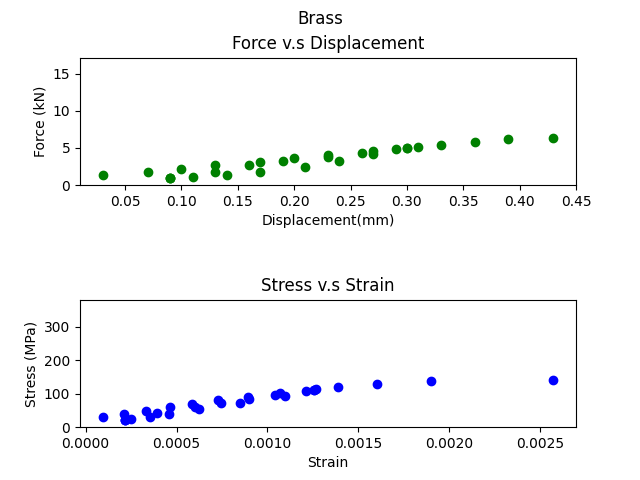 Brass
Force v.s Displacement
Force (kN)
15
10
5
0
0.05 0.10 0.15 0.20 0.25 0.30 0.35 0.40 0.45
Displacement(mm)
Stress v.s Strain
Stress (MPa)
300
200
100
0
0.0000 0.0005 0.0010 0.0015 0.0020 0.0025
Strain